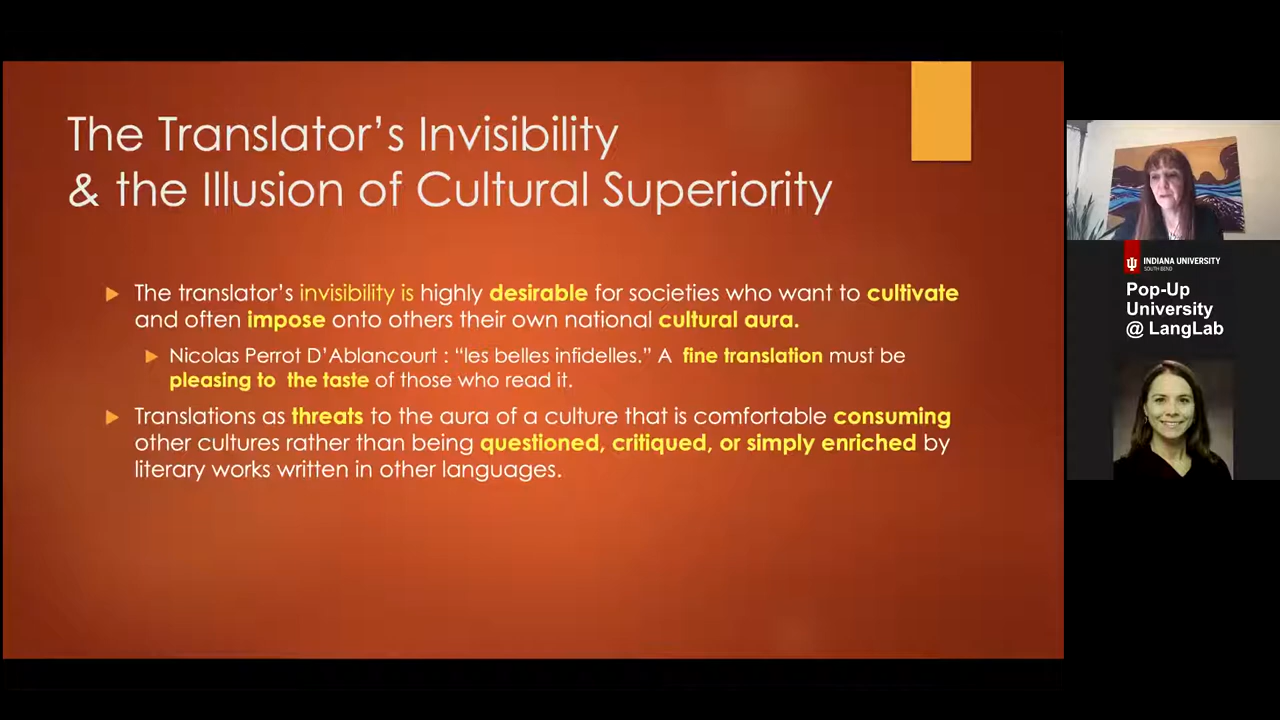 The Translator’s Invisibility
& the Illusion of Cultural Superiority
The translator’s invisibility is highly desirable for societies who want to cultivate
and often impose onto others their own national cultural aura.
Nicolas Perrot D’Ablancourt : “les belles infidelles.” A fine translation must be
pleasing to the taste of those who read it.
Translations as threats to the aura of a culture that is comfortable consuming
other cultures rather than being questioned, critiqued, or simply enriched by
literary works written in other languages.
INDIANA UNIVERSITY
SOUTH BEND
Pop-Up
University
@ LangLab